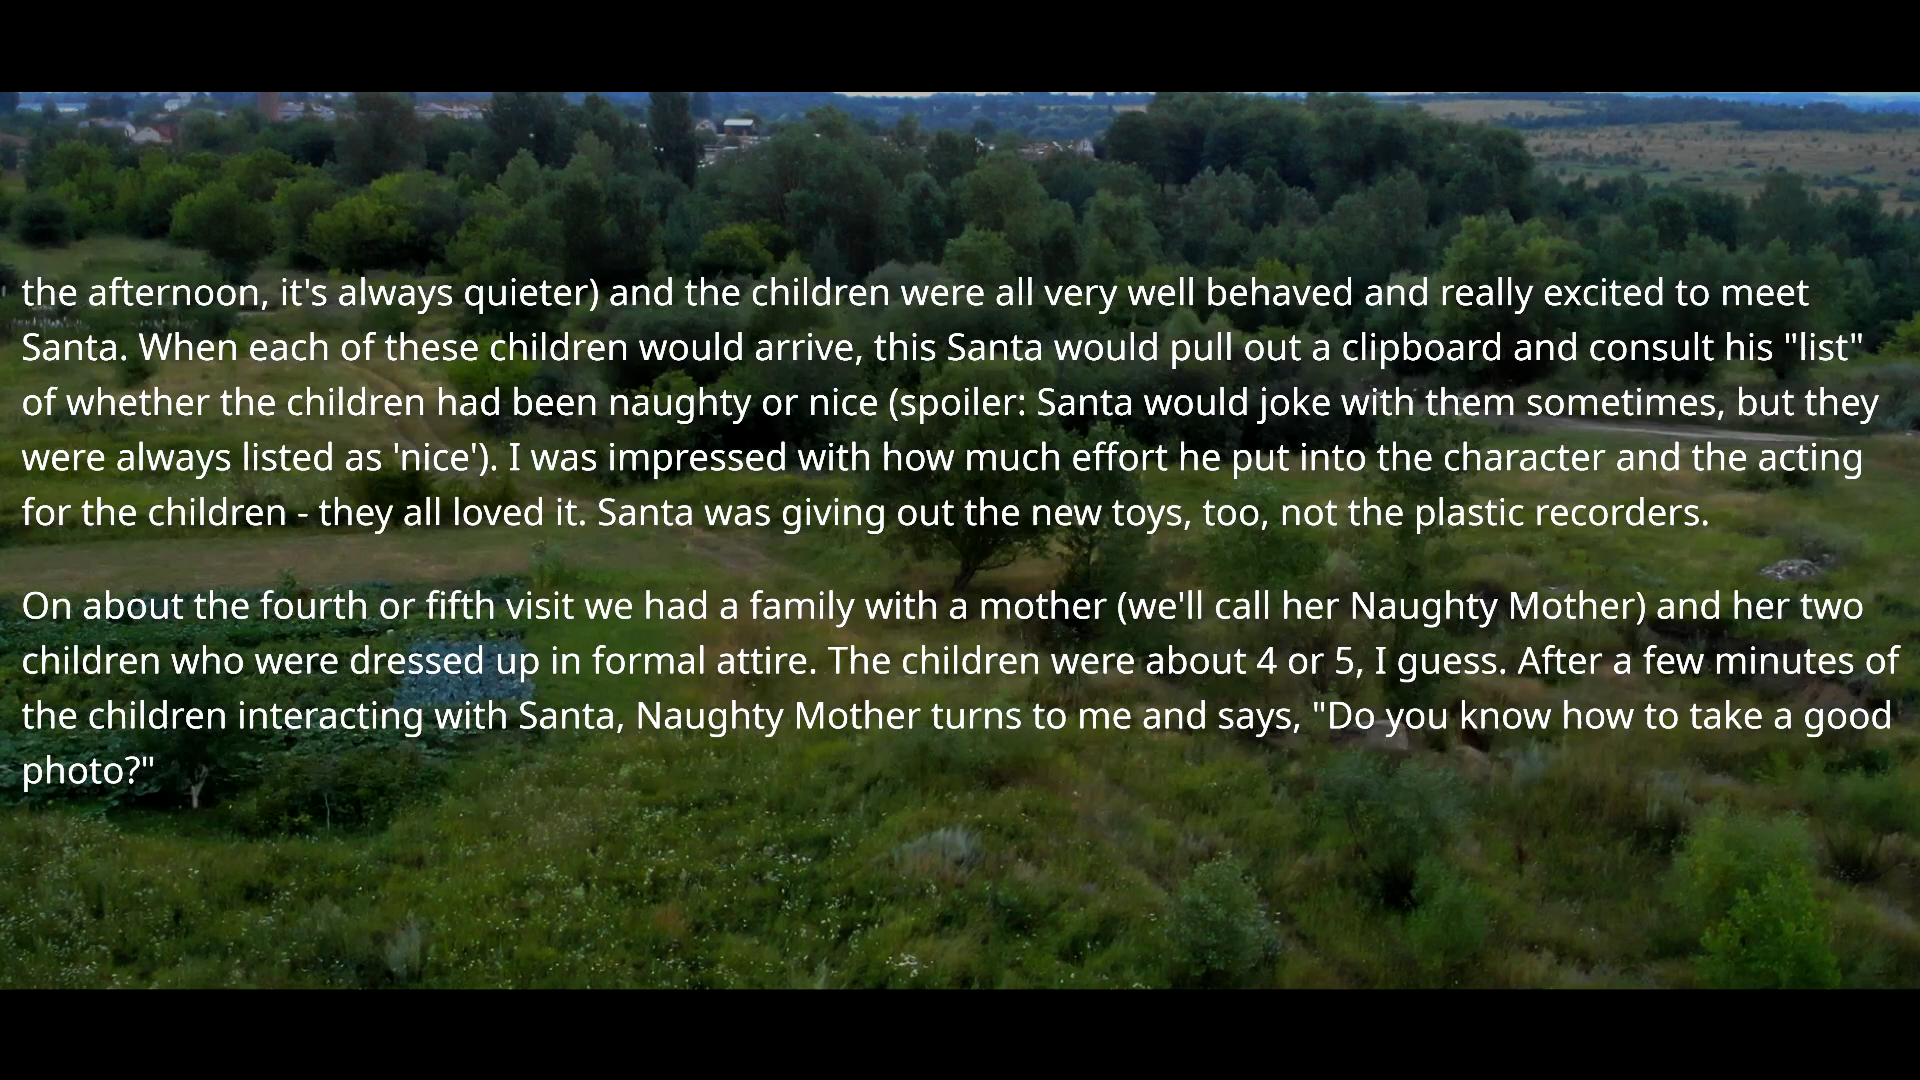 the afternoon, it's always quieter) and the children were all very well behaved and really excited to meet
Santa. When each of these children would arrive, this Santa would pull out a clipboard and consult his "list"
of whether the children had been naughty or nice (spoiler: Santa would joke with them sometimes, but they
were always listed as 'nice'). I was impressed with how much effort he put into the character and the acting
for the children - they all loved it. Santa was giving out the new toys, too, not the plastic recorders.
On about the fourth or fifth visit we had a family with a mother (we'll call her Naughty Mother) and her two
children who were dressed up in formal attire. The children were about 4 or 5, I guess. After a few minutes of
the children interacting with Santa, Naughty Mother turns to me and says, "Do you know how to take a good
photo?"